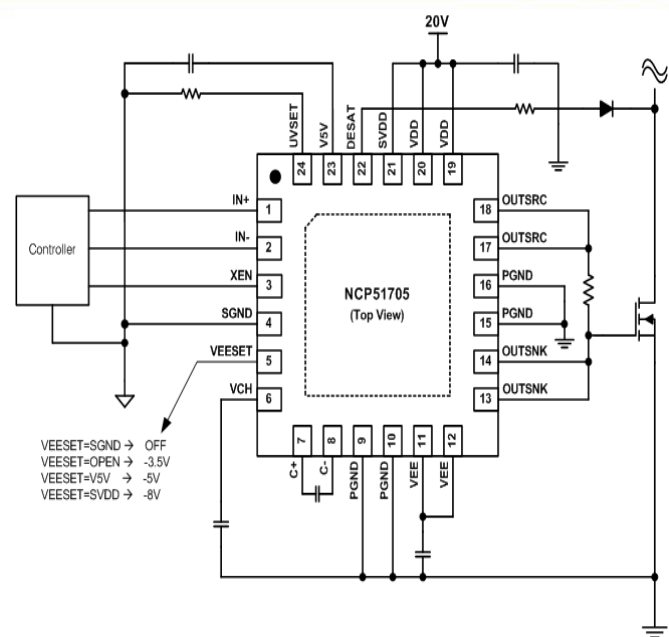 20V
UVSET
V5V
DESAT
SVDD
VDD
VDD
24
23
22
21
20
19
IN+
1
IN-
2
XEN
3
SGND
4
VEESET
5
VCH
6
Controller
NCP51705
(Top View)
18
OUTSRC
17
OUTSRC
16
PGND
15
PGND
14
OUTSNK
13
OUTSNK
7
8
9
10
11
12
C+
C-
PGND
PGND
VEE
VEE
VEESET=SGND → OFF
VEESET=OPEN → -3.5V
VEESET=V5V → -5V
VEESET=SVDD → -8V